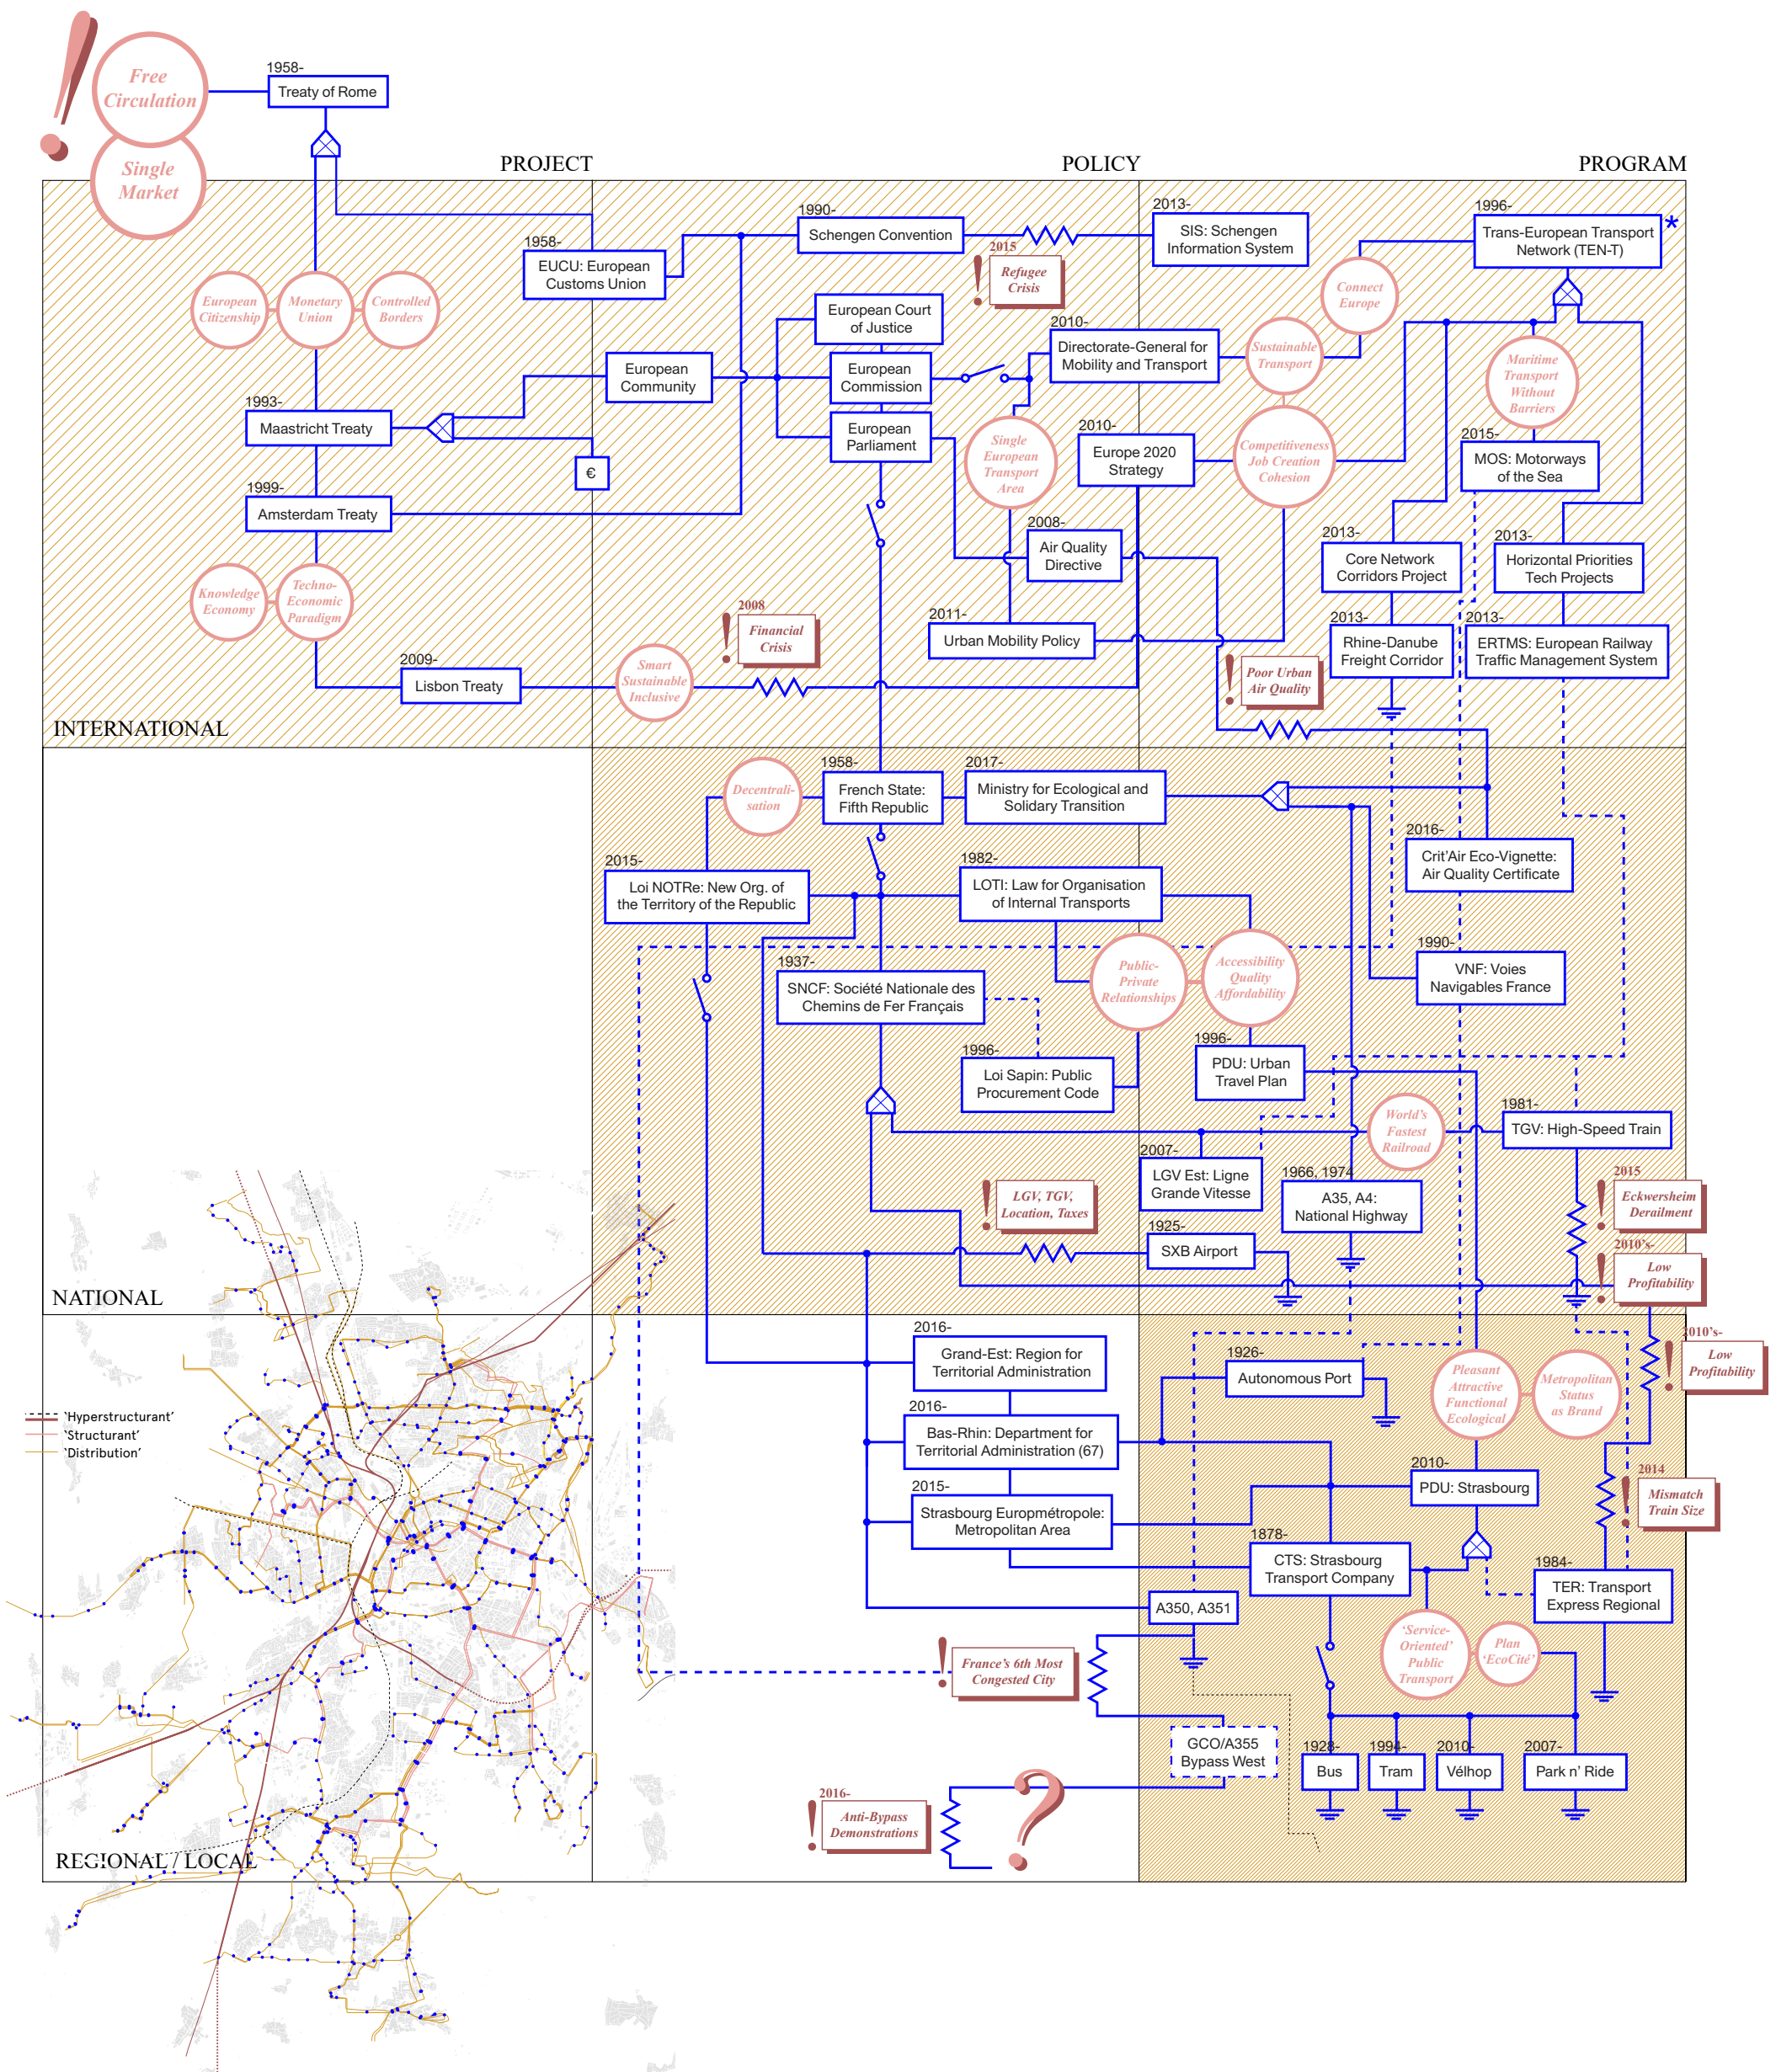 Free
Circulation
Single
Market
1958-
Treaty of Rome
PROJECT
POLICY
PROGRAM
1958-
EUCU: European
Customs Union
1990-
Schengen Convention
2013-
SIS: Schengen
Information System
1996-
Trans-European Transport
Network (TEN-T)
*
2015
Refugee
Crisis
European
Citizenship
Monetary
Union
Controlled
Borders
Connect
Europe
European Court
of Justice
2010-
Directorate-General for
Mobility and Transport
Sustainable
Transport
Maritime
Transport
Without
Barriers
European
Community
European
Commission
European
Parliament
1993-
Maastricht Treaty
€
Single
European
Transport
Area
2010-
Europe 2020
Strategy
Competitiveness
Job Creation
Cohesion
2015-
MOS: Motorways
of the Sea
1999-
Amsterdam Treaty
2008-
Air Quality
Directive
2013-
Core Network
Corridors Project
2013-
Horizontal Priorities
Tech Projects
Knowledge
Economy
Techno-
Economic
Paradigm
2008
Financial
Crisis
2011-
Urban Mobility Policy
2013-
Rhine-Danube
Freight Corridor
2013-
ERTMS: European Railway
Traffic Management System
2009-
Lisbon Treaty
Smart
Sustainable
Inclusive
Poor Urban
Air Quality
INTERNATIONAL
Decentrali-
sation
1958-
French State:
Fifth Republic
2017-
Ministry for Ecological and
Solidary Transition
2016-
Crit'Air Eco-Vignette:
Air Quality Certificate
2015-
Loi NOTRe: New Org. of
the Territory of the Republic
1982-
LOTI: Law for Organisation
of Internal Transports
1937-
SNCF: Société Nationale des
Chemins de Fer Français
Public-
Private
Relationships
Accessibility
Quality
Affordability
1990-
VNF: Voies
Navigables France
1996-
Loi Sapin: Public
Procurement Code
1996-
PDU: Urban
Travel Plan
World's
Fastest
Railroad
1981-
TGV: High-Speed Train
2007-
LGV Est: Ligne
Grande Vitesse
1966, 1974
A35, A4:
National Highway
2015
Eckwersheim
Derailment
LGV, TGV,
Location, Taxes
1925-
SXB Airport
2010's-
Low
Profitability
NATIONAL
2016-
Grand-Est: Region for
Territorial Administration
1926-
Autonomous Port
Pleasant
Attractive
Functional
Ecological
Metropolitan
Status
as Brand
2010's-
Low
Profitability
'Hyperstructurant'
'Structurant'
'Distribution'
2016-
Bas-Rhin: Department for
Territorial Administration (67)
2010-
PDU: Strasbourg
2014
Mismatch
Train Size
2015-
Strasbourg Europmétropole:
Metropolitan Area
1878-
CTS: Strasbourg
Transport Company
1984-
TER: Transport
Express Regional
A350, A351
'Service-
Oriented'
Public
Transport
Plan
'EcoCité'
France's 6th Most
Congested City
GCO/A355
Bypass West
1928-
Bus
1994-
Tram
2010-
Vélhop
2007-
Park n' Ride
2016-
Anti-Bypass
Demonstrations
REGIONAL / LOCAL